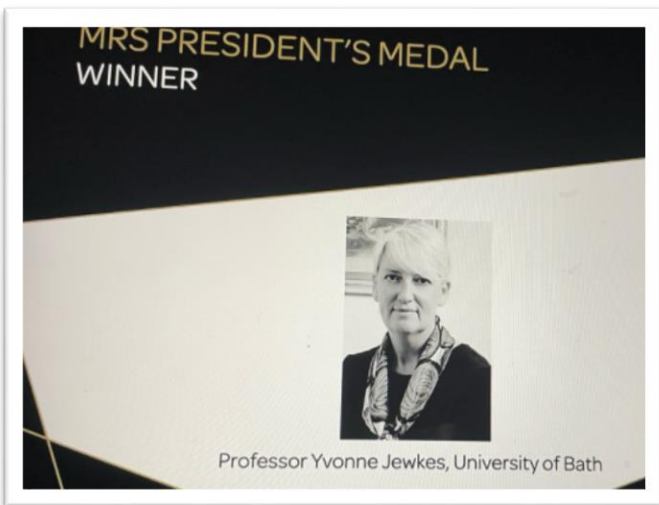 MRS PRESIDENT'S MEDAL
WINNER
Professor Yvonne Jewkes, University of Bath